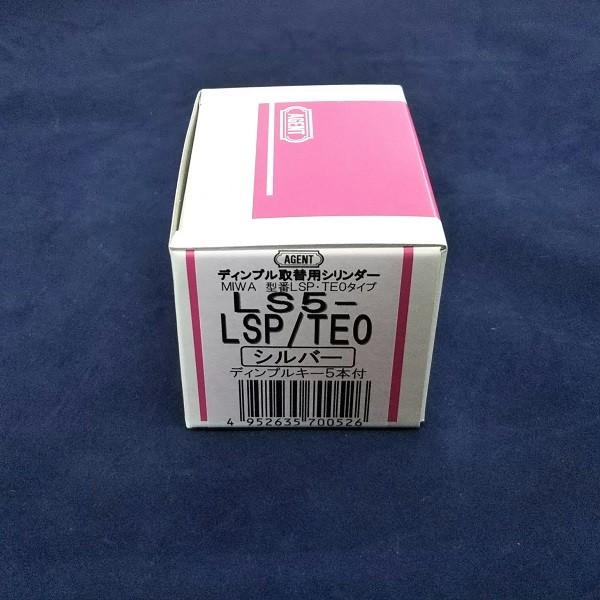 AGENT
AGENT
ディンプル取替用シリンダー
MIWA 型番LSP・TEOタイプ
LS5-
LSP/TEO
シルバー
ディンプルキー5本付
4 952635 700526